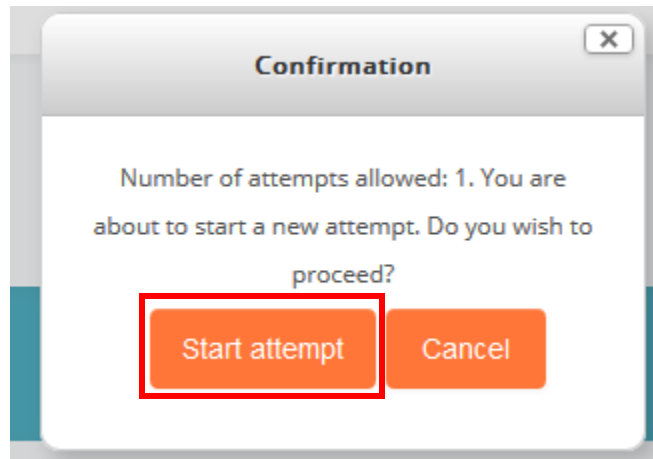 Confirmation
Number of attempts allowed: 1. You are
about to start a new attempt. Do you wish to
proceed?
Start attempt
Cancel